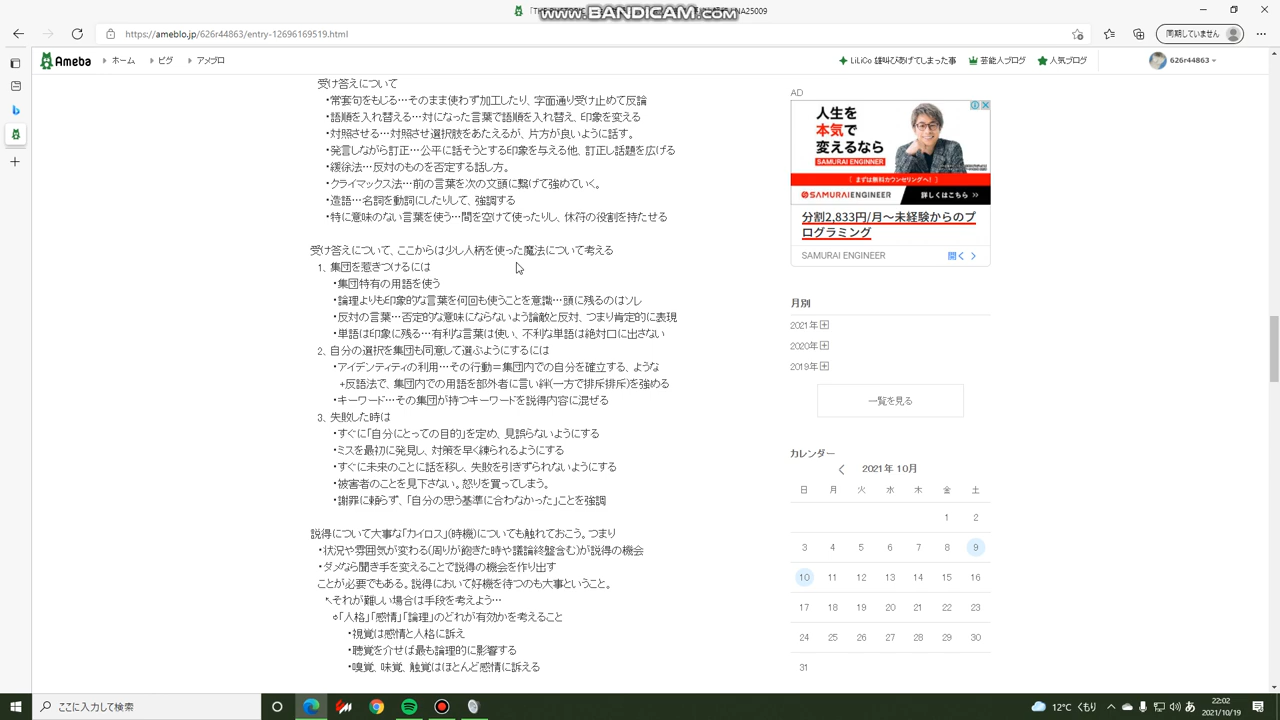 www.BANDICAM.com
https://ameblo.jp/626r44863/entry-12696169519.html
同期していません
Ameba
ホーム
ピグ
アメブロ
LiLiCo 雄叫びあげてしまった事
芸能人ブログ
人気ブログ
626r44863
受け答えについて
・常套句をもじる…そのまま使わず加工したり、字面通り受け止めて反論
・語順を入れ替える…対になった言葉で語順を入れ替え、印象を変える
・対照させる…対照させ選択肢をあたえるが、片方が良いように話す。
・発言しながら訂正…公平に話そうとする印象を与える他、訂正し話題を広げる
・緩徐法…反対のものを否定する話し方。
・クライマックス法…前の言葉を次の文頭に繋げて強めていく。
・造語…名詞を動詞にしたりして、強調する
・特に意味のない言葉を使う…間を空けて使ったりし、休符の役割を持たせる
受け答えについて、ここからは少し人柄を使った魔法について考える
1、集団を惹きつけるには
・集団特有の用語を使う
・論理よりも印象的な言葉を何回も使うことを意識…頭に残るのはソレ
・反対の言葉…否定的な意味にならないよう論敵と反対、つまり肯定的に表現
・単語は印象に残る…有利な言葉は使い、不利な単語は絶対口に出さない
2、自分の選択を集団も同意して選ぶようにするには
・アイデンティティの利用…その行動＝集団内での自分を確立する、ような
+反語法で、集団内での用語を部外者に言い絆(一方で排斥排斥)を強める
・キーワード…その集団が持つキーワードを説得内容に混ぜる
3、失敗した時は
・すぐに「自分にとっての目的」を定め、見誤らないようにする
・ミスを最初に発見し、対策を早く練られるようにする
・すぐに未来のことに話を移し、失敗を引きずられないようにする
・被害者のことを見下さない。怒りを買ってしまう。
・謝罪に頼らず、「自分の思う基準に合わなかった」ことを強調
説得について大事な「カイロス」(時機)についても触れておこう。つまり
・状況や雰囲気が変わる(周りが飽きた時や議論終盤含む)が説得の機会
・ダメなら聞き手を変えることで説得の機会を作り出す
ことが必要でもある。説得において好機を待つのも大事ということ。
↖それが難しい場合は手段を考えよう…
「人格」「感情」「論理」のどれが有効かを考えること
・視覚は感情と人格に訴え
・聴覚を介せば最も論理的に影響する
・嗅覚、味覚、触覚はほとんど感情に訴える
AD
人生を
本気で
変えるなら
SAMURAI ENGINEER
まずは無料カウンセリングへ!
SAMURAIENGINEER
詳しくはこちら >>
分割2,833円/月～未経験からのプ
ログラミング
SAMURAI ENGINEER
開く
月別
2021年
2020年
2019年
一覧を見る
カレンダー
2021年 10月
日 月 火 水 木 金 土
1 2
3 4 5 6 7 8 9
10 11 12 13 14 15 16
17 18 19 20 21 22 23
24 25 26 27 28 29 30
31
ここに入力して検索
12°C くもり
あ
22:02
2021/10/19